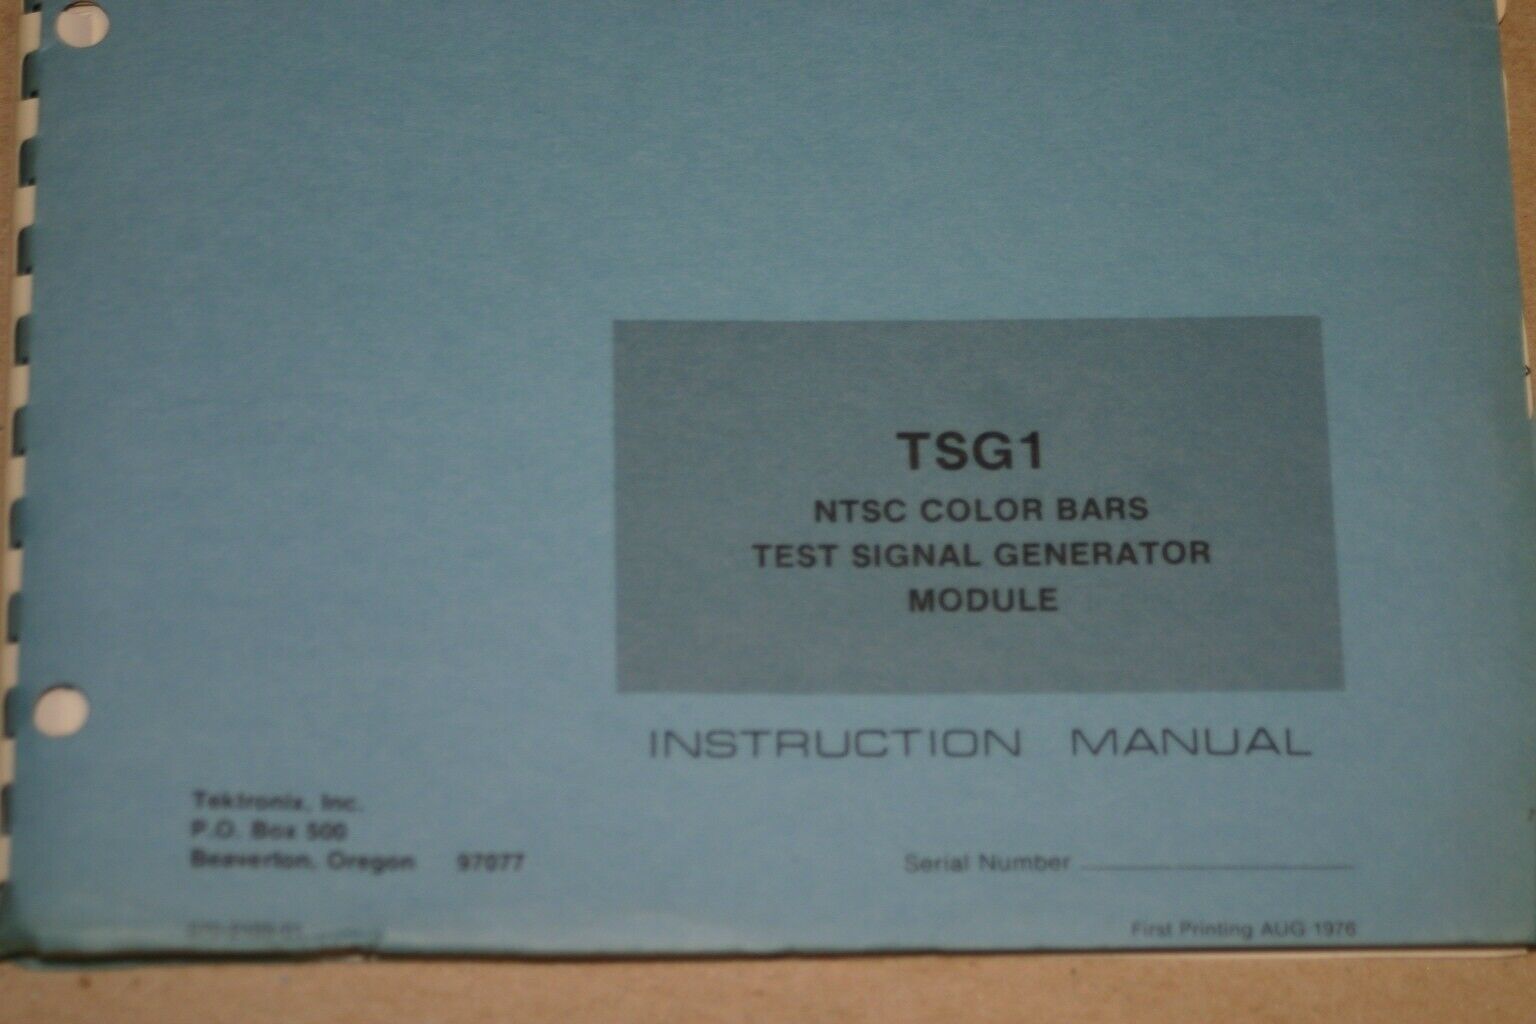 TSG1
NTSC COLOR BARS
TEST SIGNAL GENERATOR
MODULE
INSTRUCTION MANUAL
Tektronix, Inc.
P.O. Box 500
Beaverton, Oregon 97077
Serial Number
First Printing AUG 1976